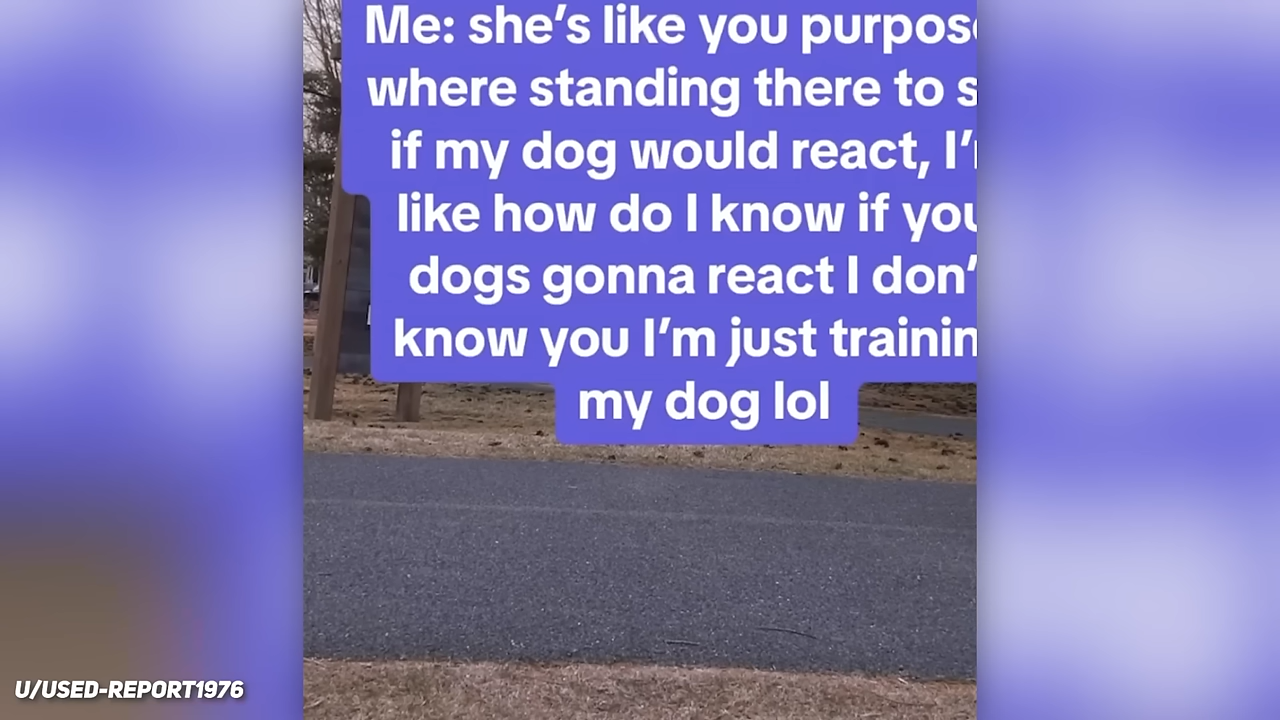 Me: she's like you purpos
where standing there to s
if my dog would react, I'
like how do I know if you
dogs gonna react I don'
know you I'm just trainin
my dog lol
U/USED-REPORT1976